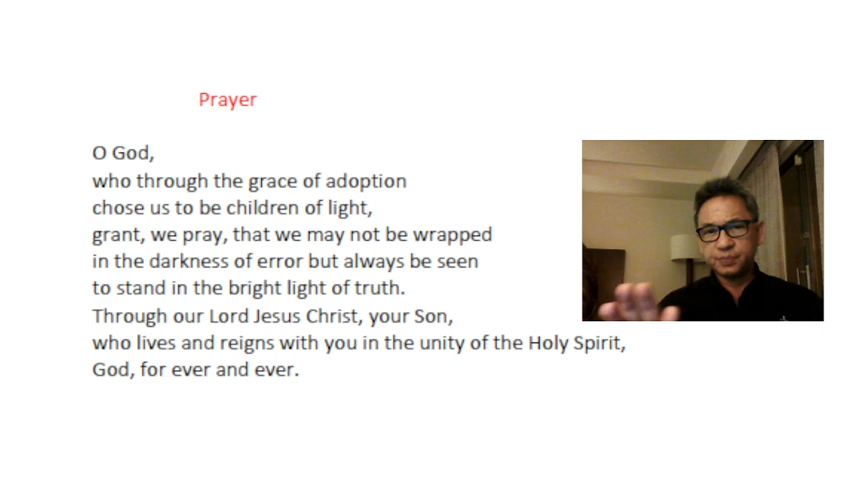 Prayer
O God,
who through the grace of adoption
chose us to be children of light,
grant, we pray, that we may not be wrapped
in the darkness of error but always be seen
to stand in the bright light of truth.
Through our Lord Jesus Christ, your Son,
who lives and reigns with you in the unity of the Holy Spirit,
God, for ever and ever.